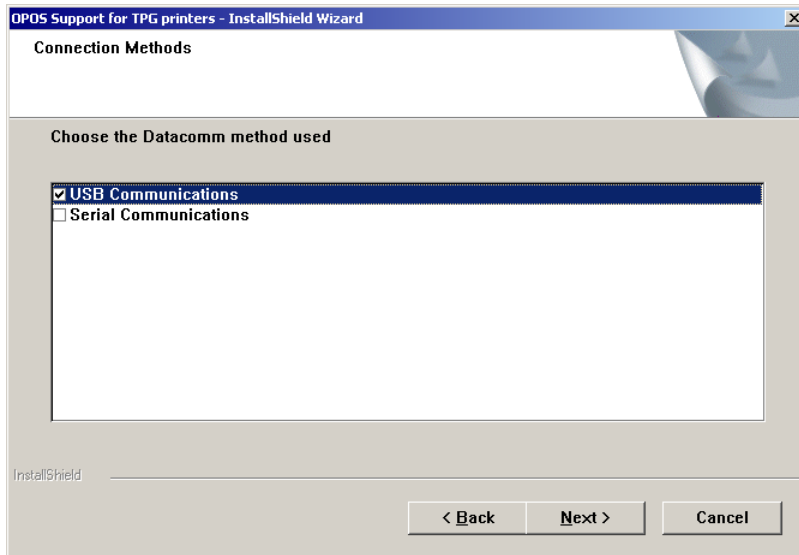 OPOS Support for TPG printers - InstallShield Wizard
Connection Methods
Choose the Datacomm method used
USB Communications
Serial Communications
InstallShield
< Back
Next >
Cancel